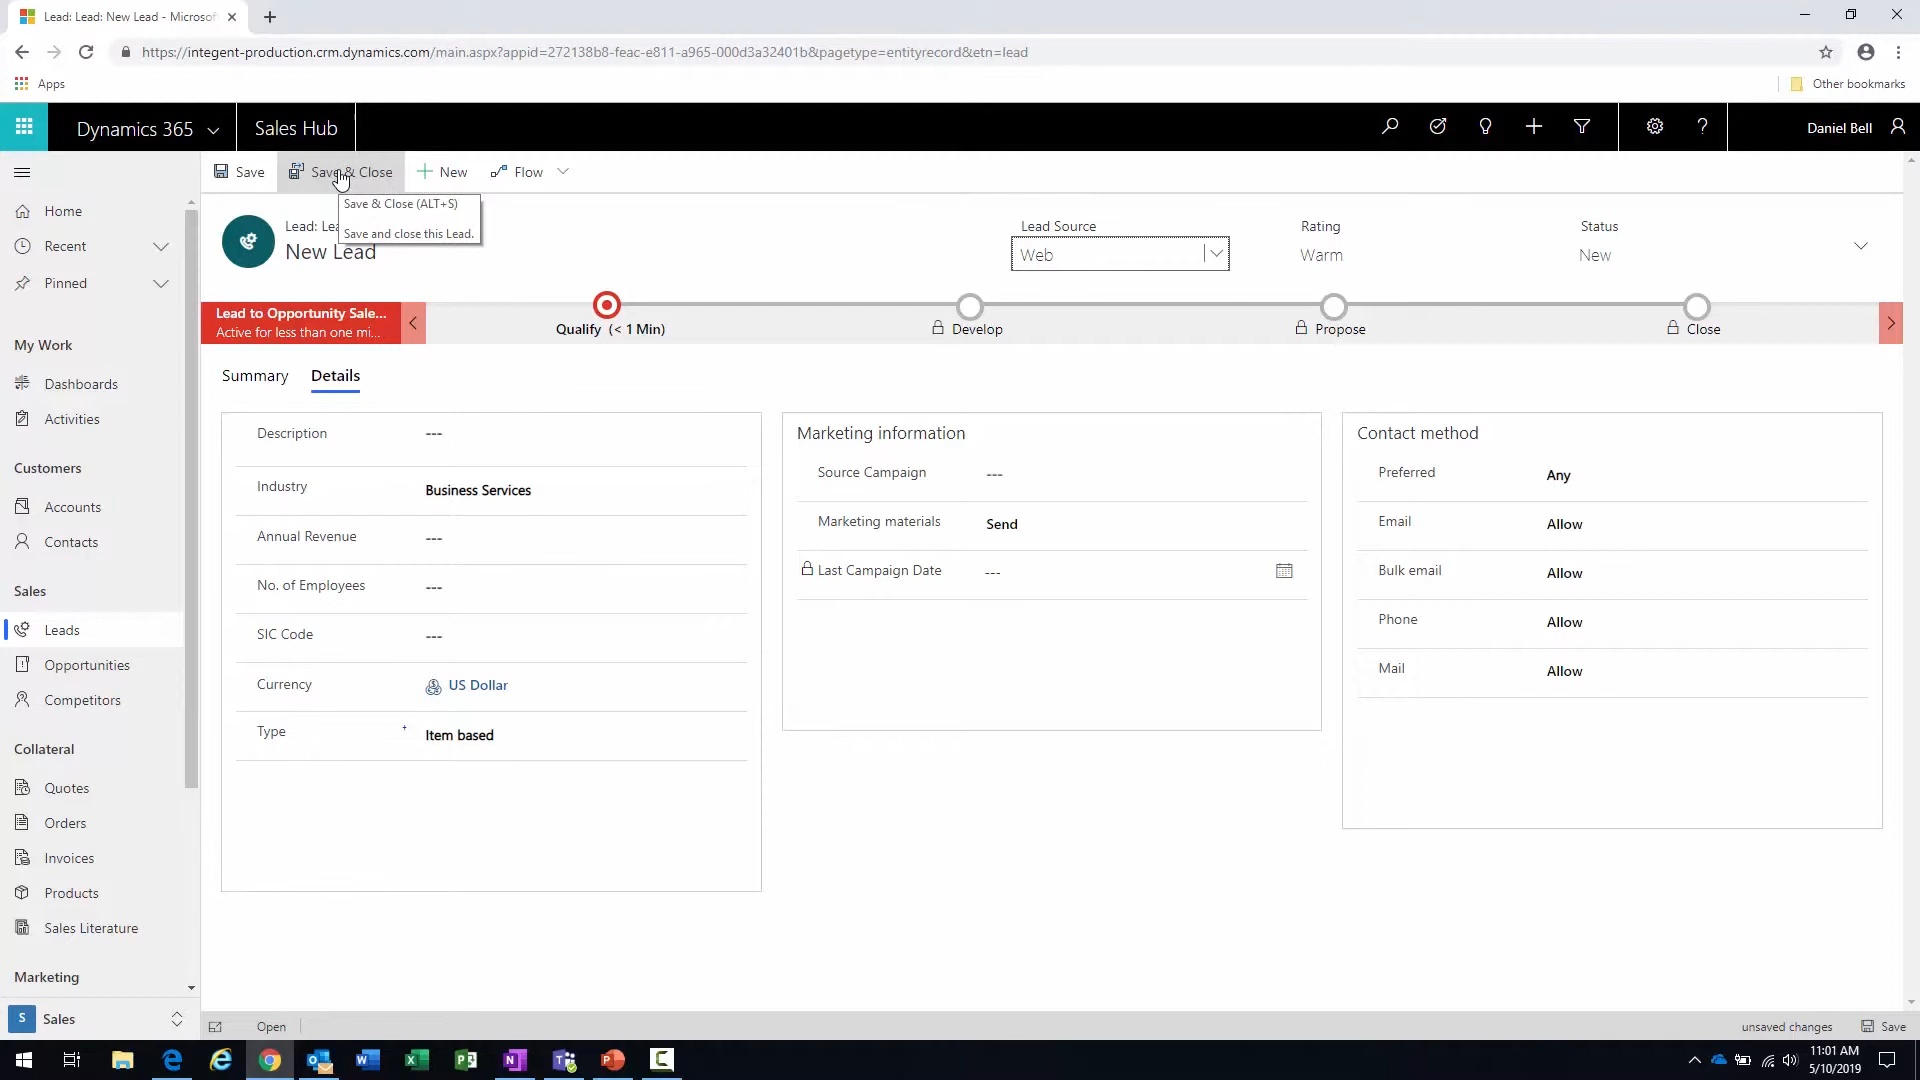 Lead: Lead: New Lead - Microsof
https://integent-production.crm.dynamics.com/main.aspx?appid=272138b8-feac-e811-a965-000d3a32401b&pagetype=entityrecord&etn=lead
Apps
Other bookmarks
Dynamics 365
Sales Hub
Daniel Bell
Save
Save & Close
New
Flow
Save & Close (ALT+S)
Save and close this Lead.
Home
Recent
Pinned
My Work
Dashboards
Activities
Customers
Accounts
Contacts
Sales
Leads
Opportunities
Competitors
Collateral
Quotes
Orders
Invoices
Products
Sales Literature
Marketing
S Sales
Lead: Lea
New Lead
Lead Source
Web
Rating
Warm
Status
New
Lead to Opportunity Sale...
Active for less than one mi...
Qualify (< 1 Min)
Develop
Propose
Close
Summary
Details
Description
---
Industry
Business Services
Annual Revenue
---
No. of Employees
---
SIC Code
---
Currency
US Dollar
Type
+
Item based
Marketing information
Source Campaign
---
Marketing materials
Send
Last Campaign Date
---
Contact method
Preferred
Any
Email
Allow
Bulk email
Allow
Phone
Allow
Mail
Allow
Open
unsaved changes
Save
11:01 AM
5/10/2019